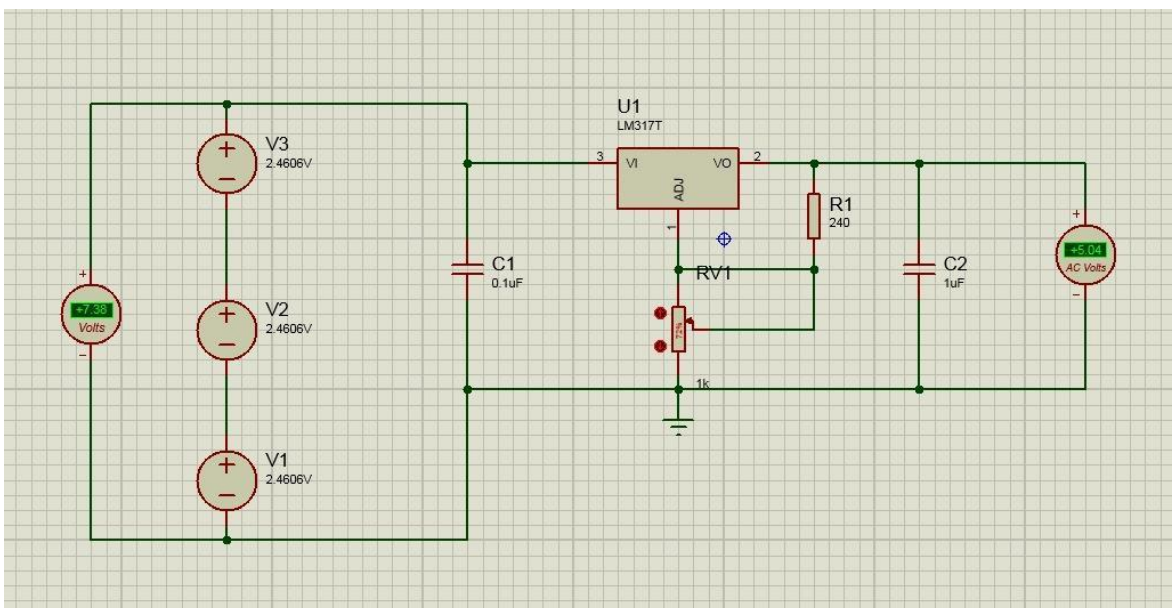 V3
2.4606V
+
−
+
+7.38
Volts
−
V2
2.4606V
+
−
V1
2.4606V
+
−
C1
0.1uF
U1
LM317T
3
VI
VO
2
ADJ
1
R1
240
RV1
72%
1k
C2
1uF
+
+5.04
AC Volts
−